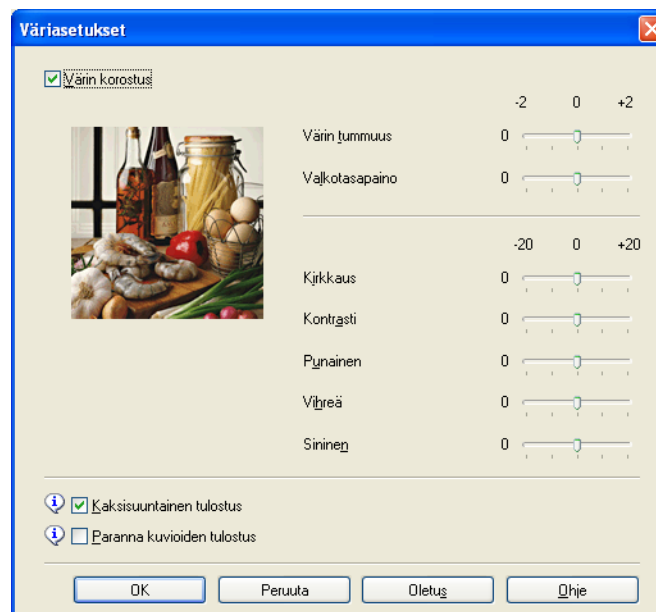 Väriasetukset
Värin korostus
-2 0 +2
Värin tummuus 0
Valkotasapaino 0
-20 0 +20
Kirkkaus 0
Kontrasti 0
Punainen 0
Vihreä 0
Sininen 0
Kaksisuuntainen tulostus
Paranna kuvioiden tulostus
OK Peruuta Oletus Ohje